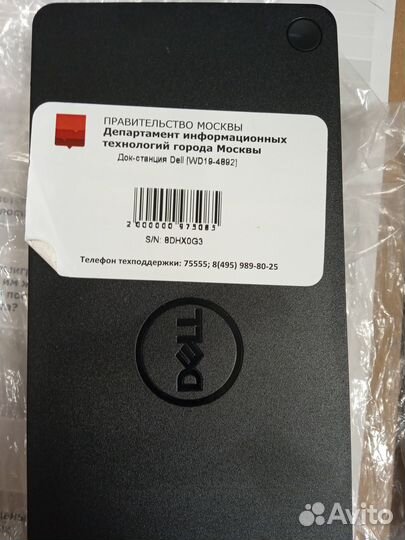 ПРАВИТЕЛЬСТВО МОСКВЫ
Департамент информационных
технологий города Москвы
Док-станция Dell (WD19-4892)
2 000000 975085
S/N: 8DHX0G3
Телефон техподдержки: 75555; 8(495) 989-80-25
DELL
Avito